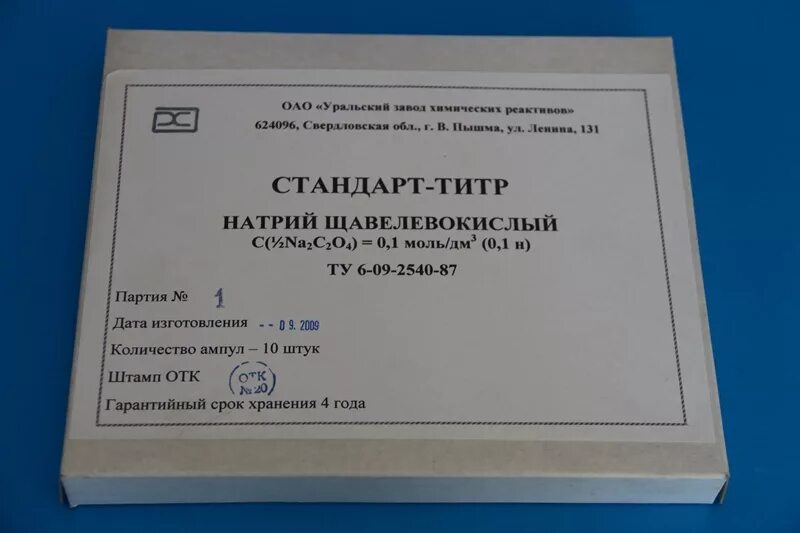 ОАО «Уральский завод химических реактивов»
624096, Свердловская обл., г. В. Пышма, ул. Ленина, 131
СТАНДАРТ-ТИТР
НАТРИЙ ЩАВЕЛЕВОКИСЛЫЙ
С(½Na₂C₂O₄) = 0,1 моль/дм³ (0,1 н)
ТУ 6-09-2540-87
Партия № 1
Дата изготовления -- 09. 2009
Количество ампул – 10 штук
Штамп ОТК ОТК №20
Гарантийный срок хранения 4 года